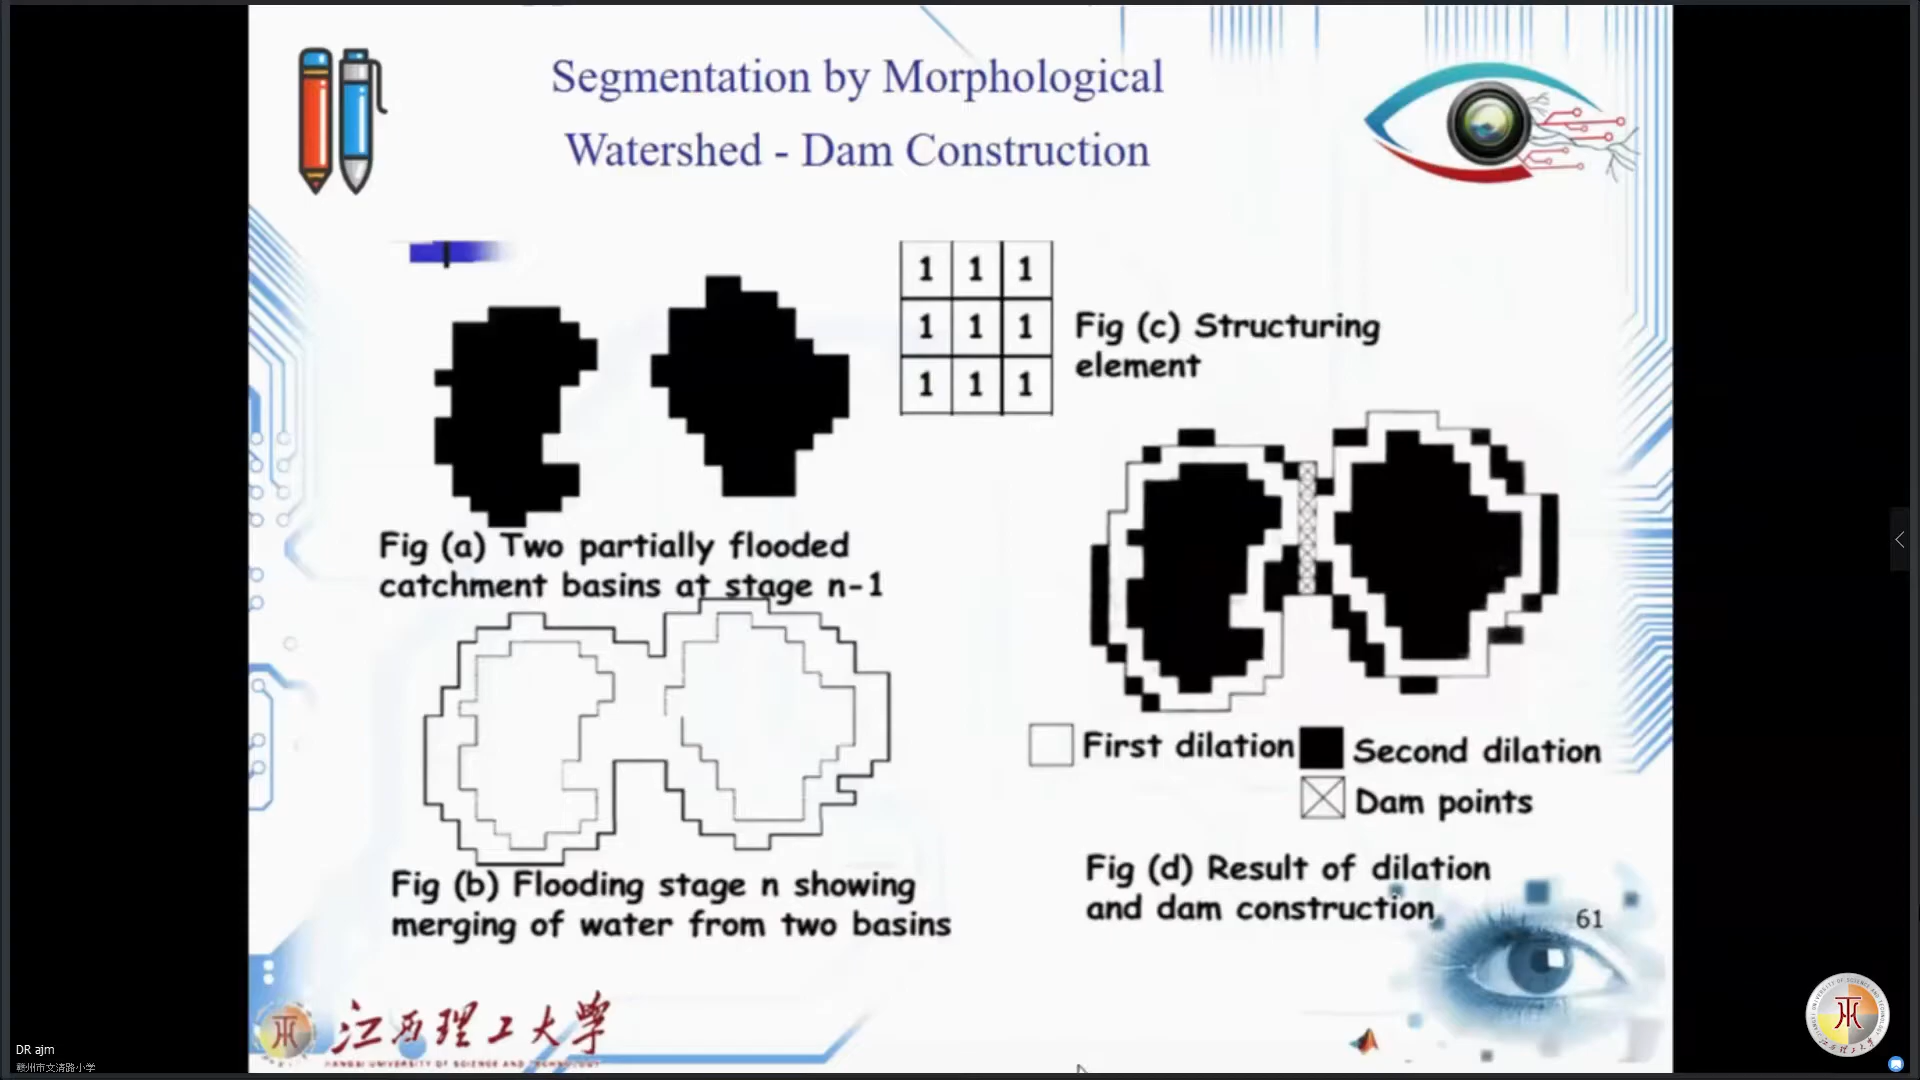 Segmentation by Morphological
Watershed - Dam Construction
1 1 1
1 1 1
1 1 1
Fig (c) Structuring
element
Fig (a) Two partially flooded
catchment basins at stage n-1
First dilation
Second dilation
Dam points
Fig (b) Flooding stage n showing
merging of water from two basins
Fig (d) Result of dilation
and dam construction
61
江西理工大学
JIANGXI UNIVERSITY OF SCIENCE AND TECHNOLOGY
DR ajm
赣州市文清路小学